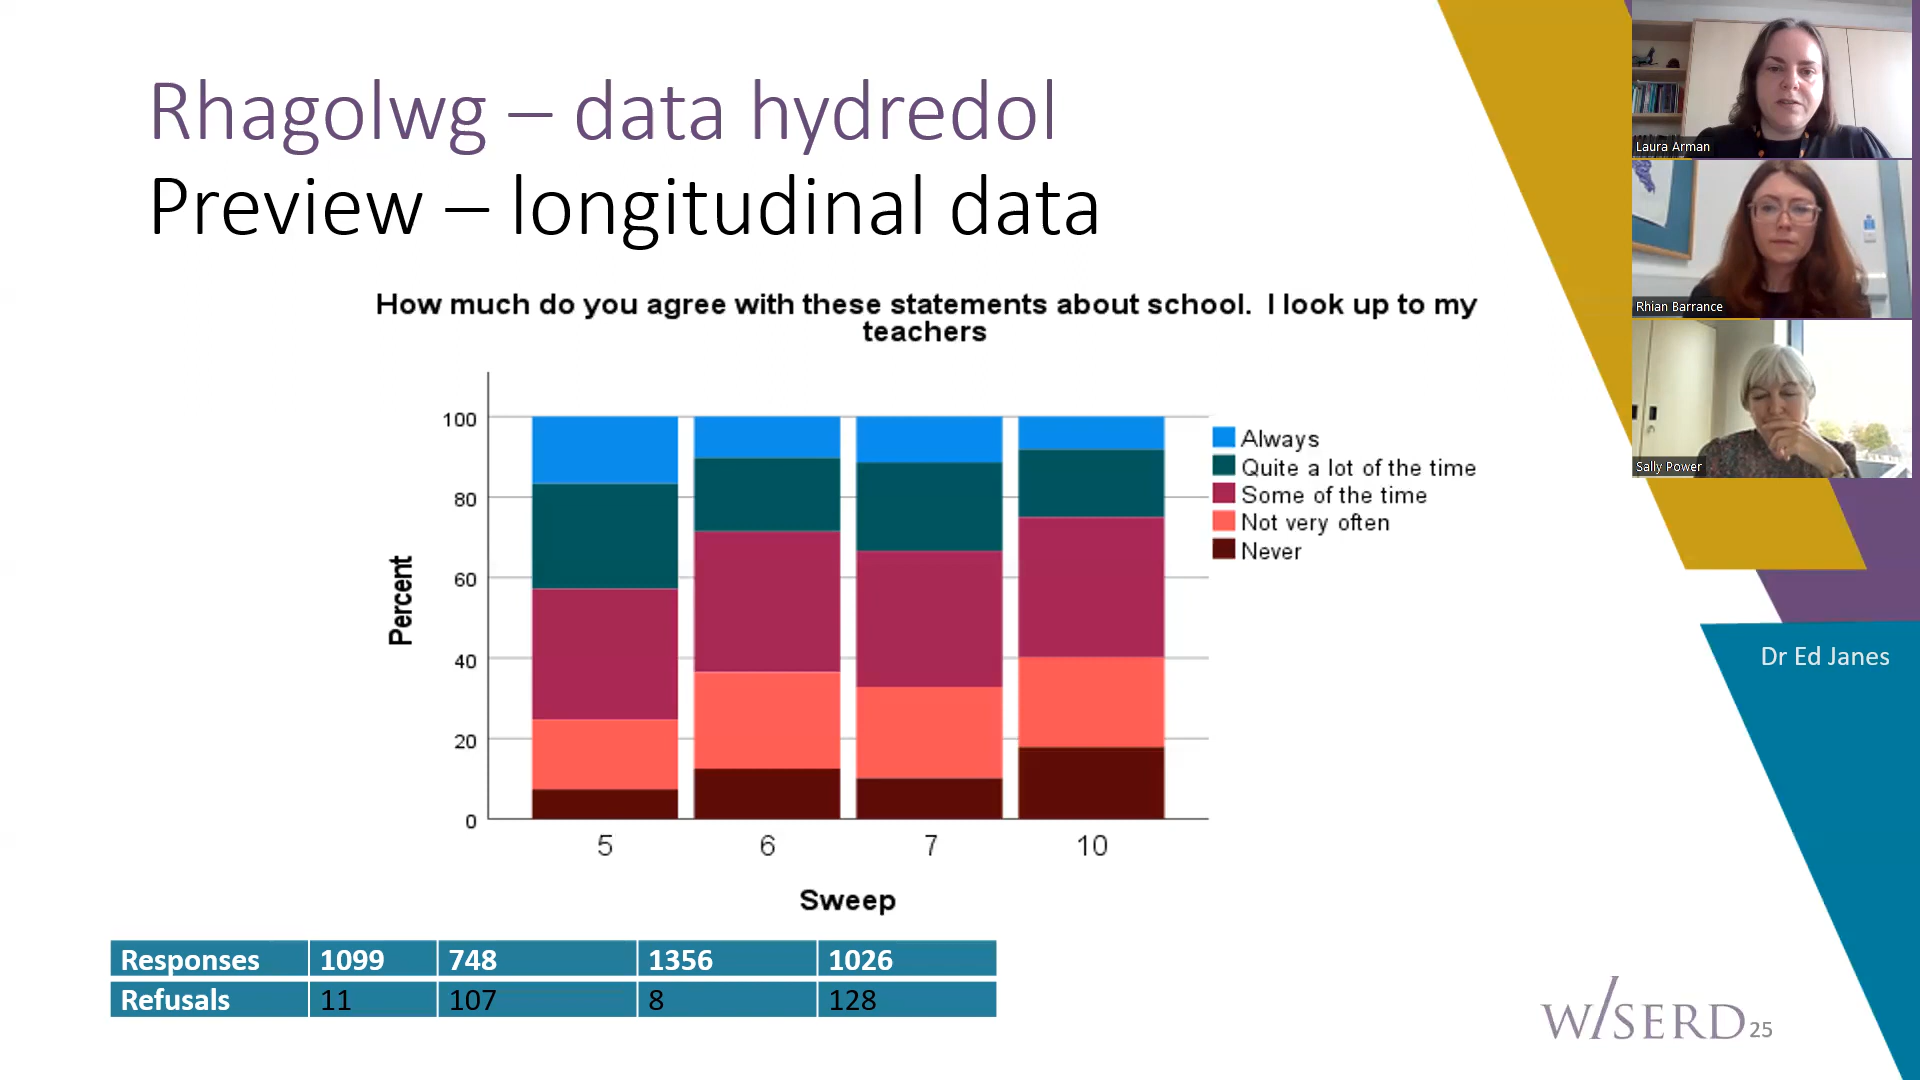 Rhagolwg – data hydredol
Preview – longitudinal data
How much do you agree with these statements about school.  I look up to my
teachers
Percent
100
80
60
40
20
0
5 6 7 10
Sweep
Always
Quite a lot of the time
Some of the time
Not very often
Never
Responses 1099 748 1356 1026
Refusals 11 107 8 128
Laura Arman
Rhian Barrance
Sally Power
Dr Ed Janes
W/SERD 25